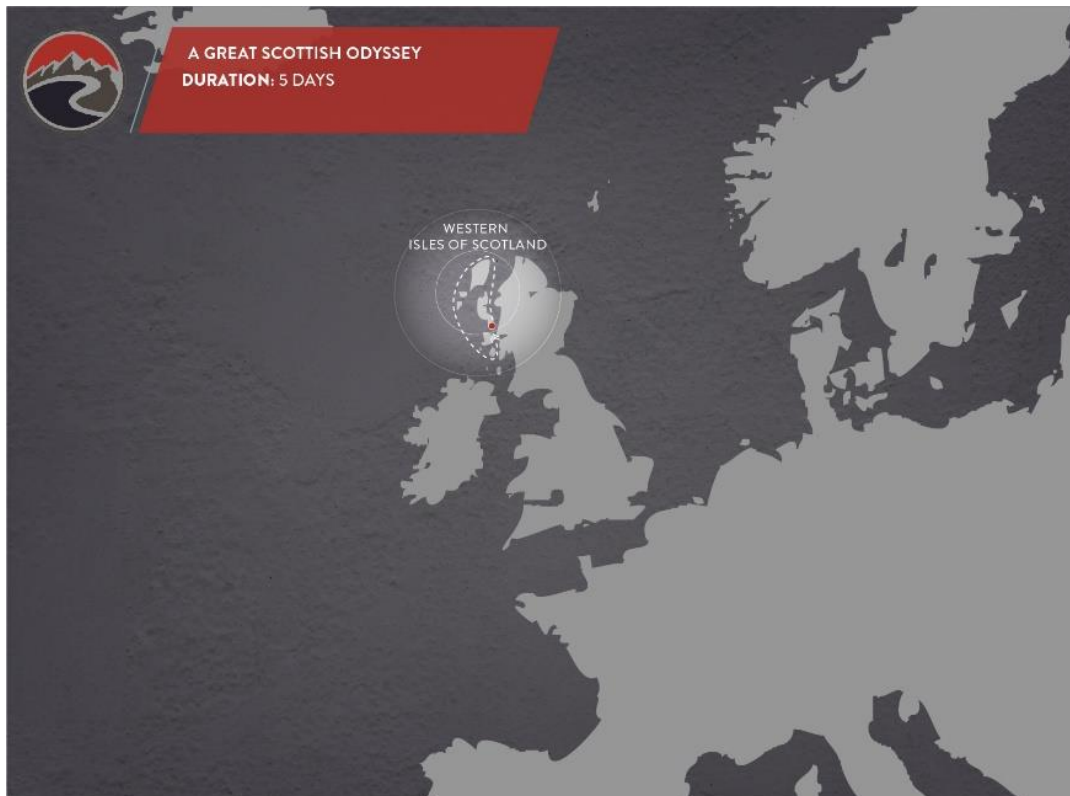 A GREAT SCOTTISH ODYSSEY
DURATION: 5 DAYS
WESTERN
ISLES OF SCOTLAND